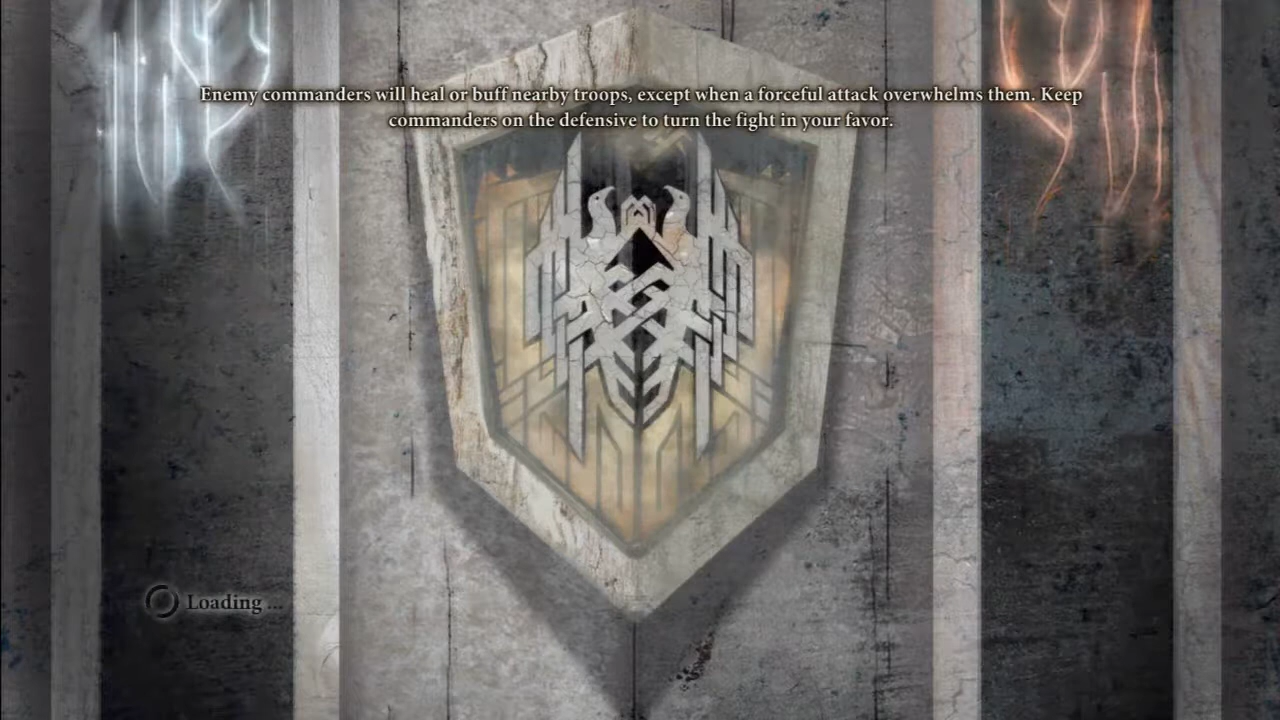 Enemy commanders will heal or buff nearby troops, except when a forceful attack overwhelms them. Keep
commanders on the defensive to turn the fight in your favor.
Loading ...